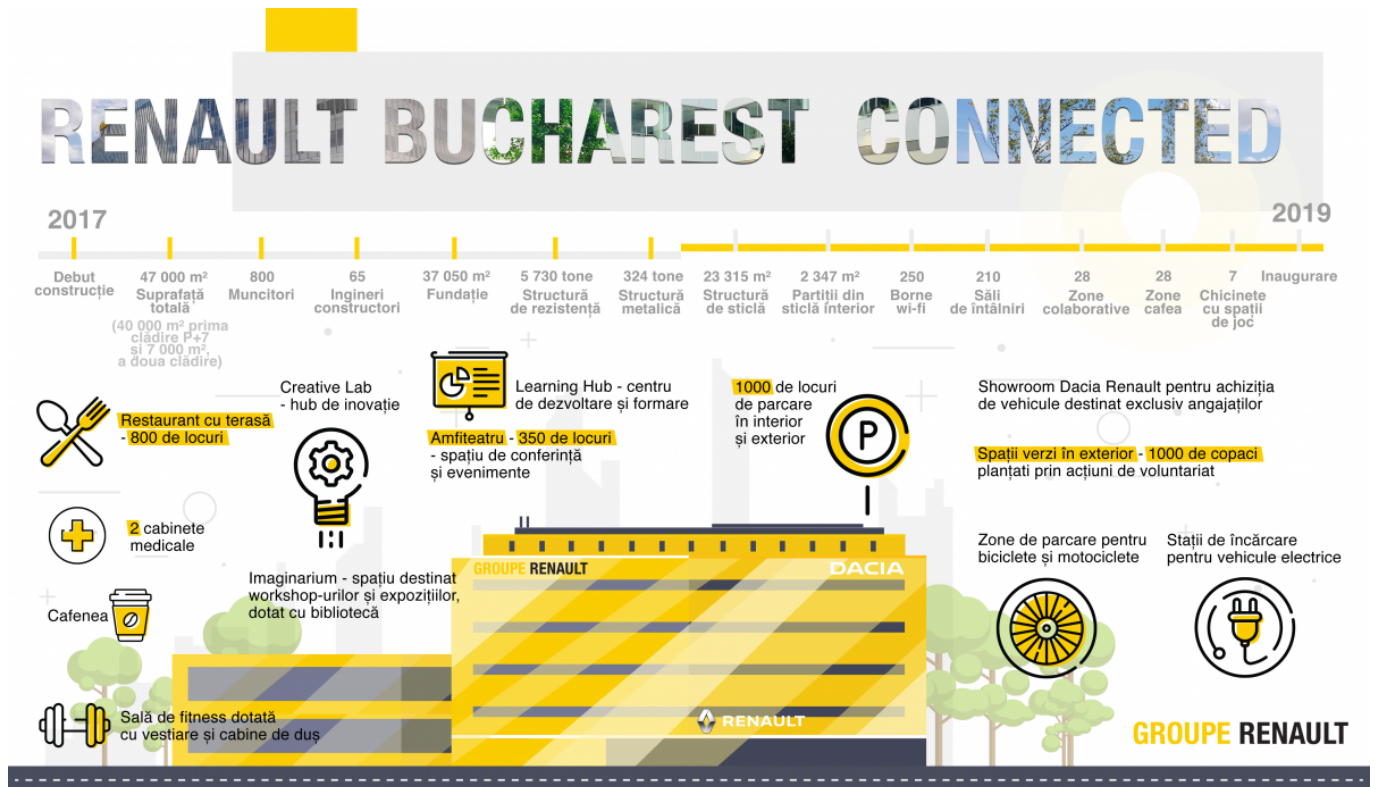 RENAULT BUCHAREST CONNECTED
2017
2019
Debut
construcție
47 000 m²
Suprafață
totală
(40 000 m² prima
clădire P+7
si 7 000 m²,
a doua clădire)
800
Muncitori
65
Ingineri
constructori
37 050 m²
Fundație
5 730 tone
Structură
de rezistență
324 tone
Structură
metalică
23 315 m²
Structură
de sticlă
2 347 m²
Partiții din
sticlă interior
250
Borne
wi-fi
210
Săli
de întâlniri
28
Zone
colaborative
28
Zone
cafea
7
Chicinete
cu spații
de joc
Inaugurare
Restaurant cu terasă
- 800 de locuri
Creative Lab
- hub de inovație
Learning Hub - centru
de dezvoltare și formare
Amfiteatru - 350 de locuri
- spațiu de conferință
și evenimente
1000 de locuri
de parcare
în interior
și exterior
P
Showroom Dacia Renault pentru achiziția
de vehicule destinat exclusiv angajaților
Spații verzi în exterior - 1000 de copaci
plantați prin acțiuni de voluntariat
2 cabinete
medicale
Zone de parcare pentru
biciclete și motociclete
Stații de încărcare
pentru vehicule electrice
Imaginarium - spațiu destinat
workshop-urilor și expozițiilor,
dotat cu bibliotecă
Cafenea
GROUPE RENAULT
DACIA
RENAULT
Sală de fitness dotată
cu vestiare și cabine de duș
GROUPE RENAULT